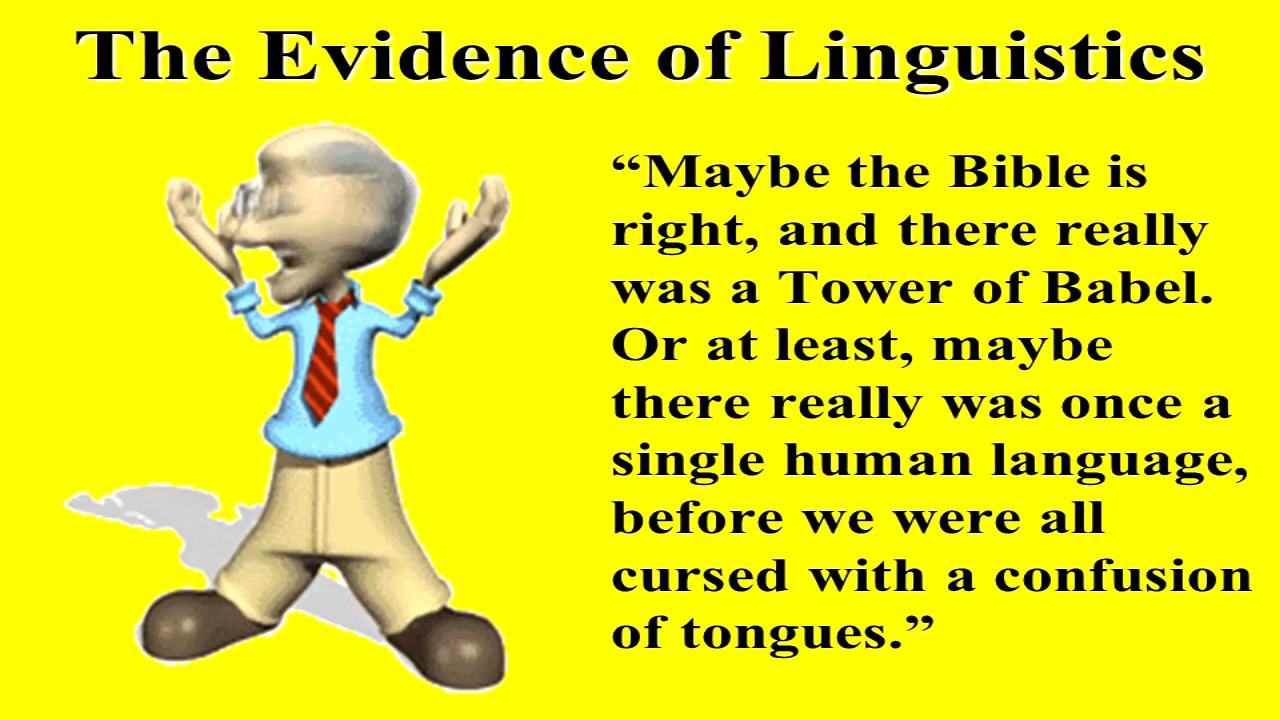 The Evidence of Linguistics
“Maybe the Bible is
right, and there really
was a Tower of Babel.
Or at least, maybe
there really was once a
single human language,
before we were all
cursed with a confusion
of tongues.”